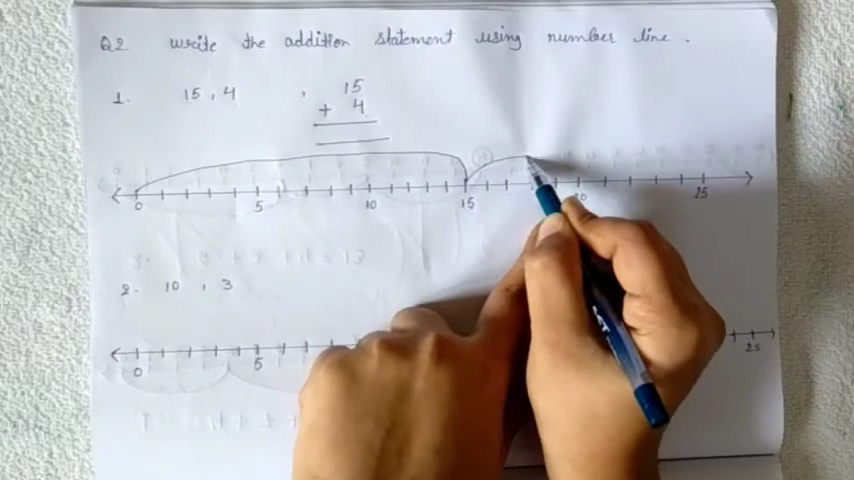 Q2 write the addition statement using number line.
1. 15, 4 , 15
+ 4
0 5 10 15 20 25
2. 10 , 3
0 5 25